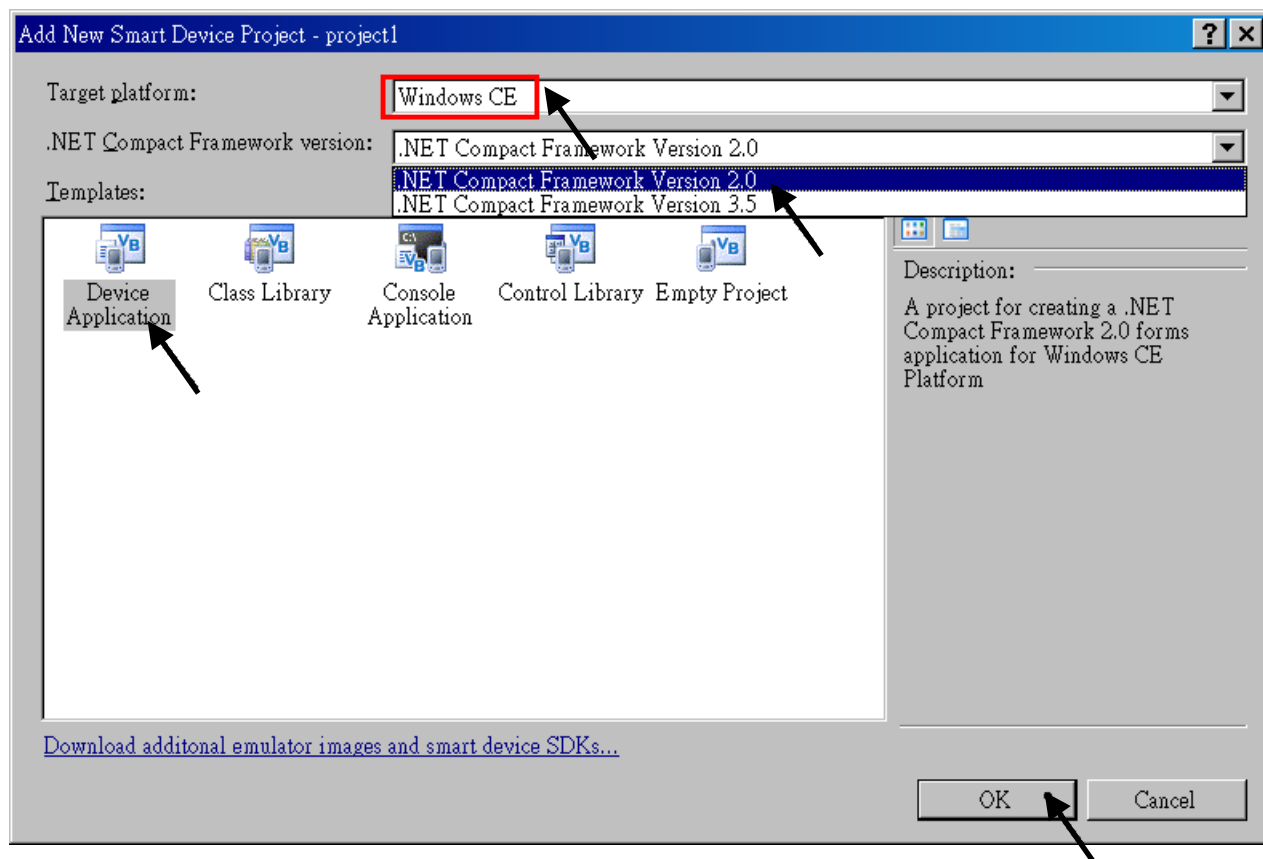 Add New Smart Device Project - project1
Target platform:
Windows CE
.NET Compact Framework version:
.NET Compact Framework Version 2.0
.NET Compact Framework Version 2.0
.NET Compact Framework Version 3.5
Templates:
Device
Application
Class Library
Console
Application
Control Library
Empty Project
Description:
A project for creating a .NET
Compact Framework 2.0 forms
application for Windows CE
Platform
Download additonal emulator images and smart device SDKs...
OK
Cancel